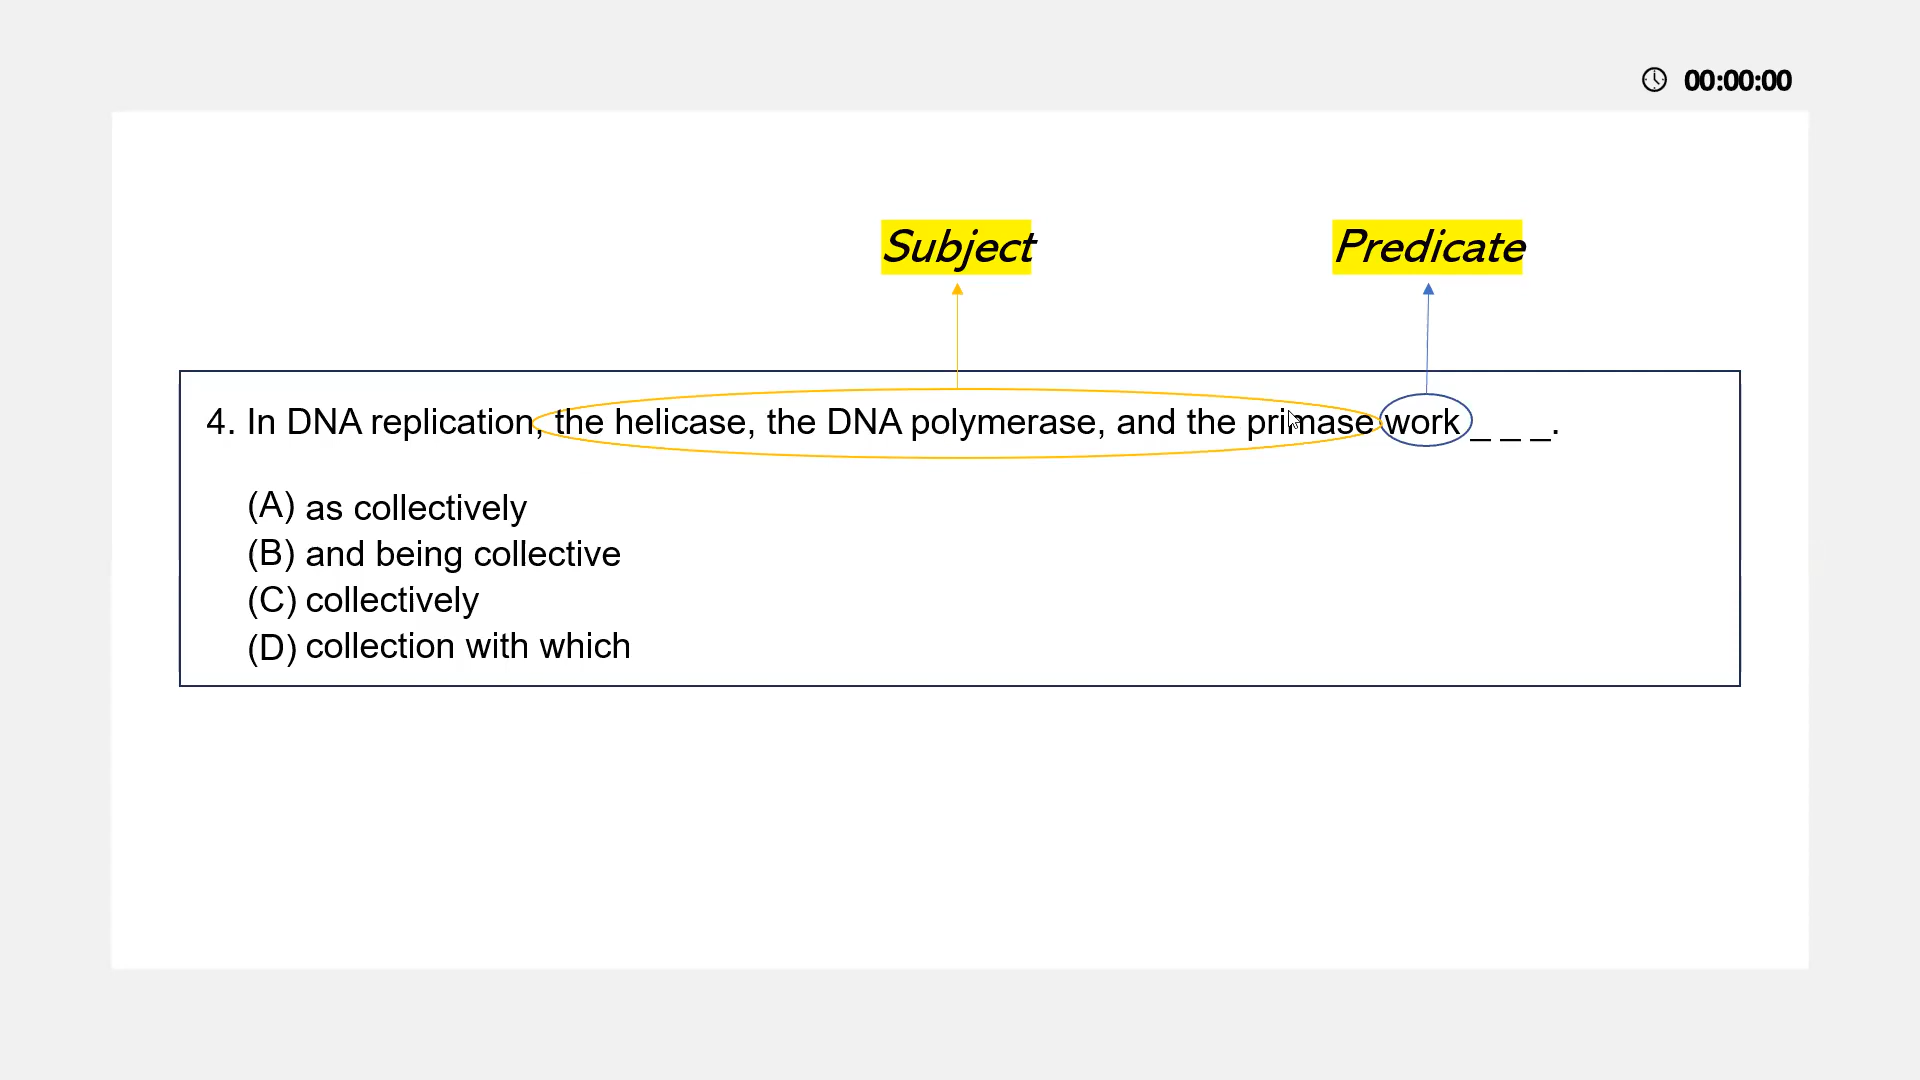 00:00:00
Subject Predicate
4. In DNA replication, the helicase, the DNA polymerase, and the primase work _ _ _.
(A) as collectively
(B) and being collective
(C) collectively
(D) collection with which